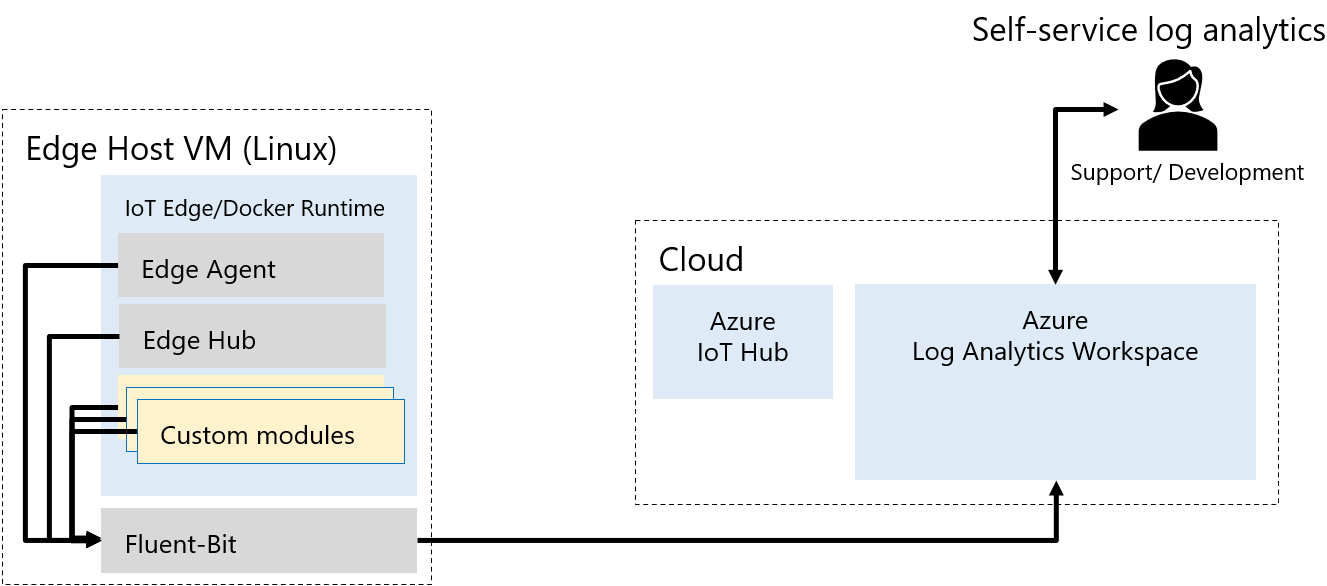 Self-service log analytics
Support/ Development
Edge Host VM (Linux)
IoT Edge/Docker Runtime
Edge Agent
Edge Hub
Custom modules
Fluent-Bit
Cloud
Azure
IoT Hub
Azure
Log Analytics Workspace